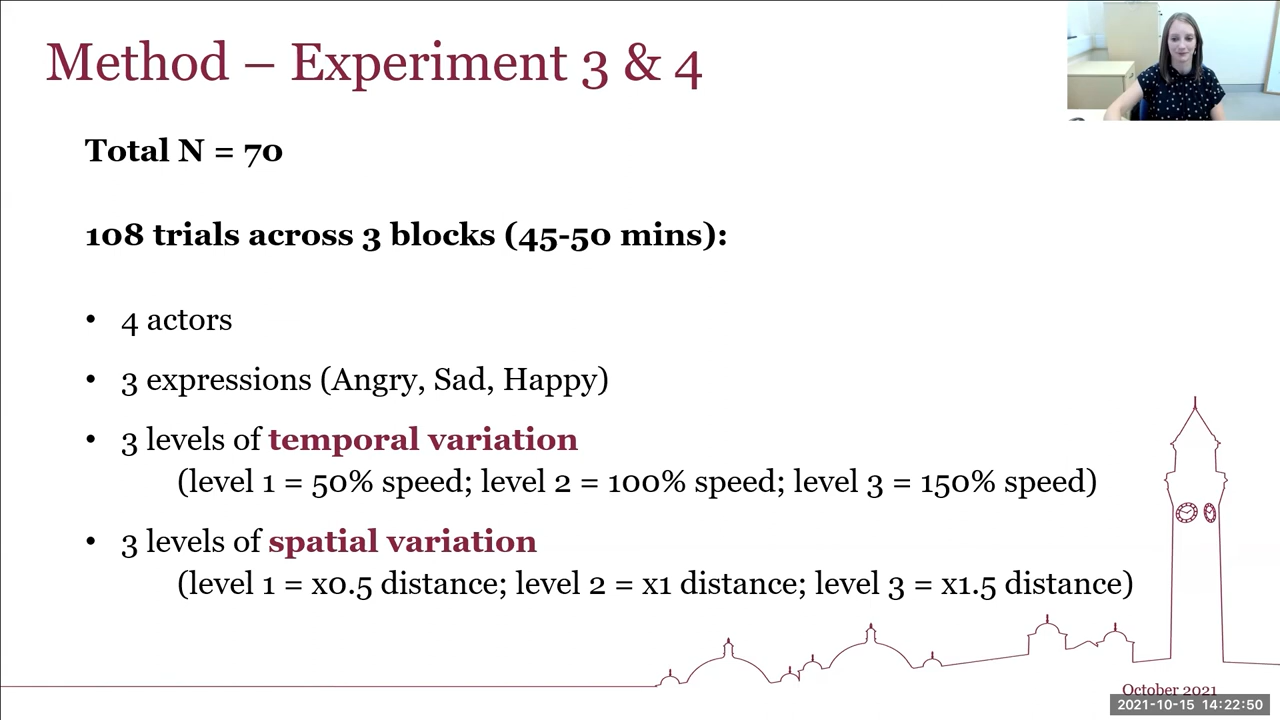 Method – Experiment 3 & 4
Total N = 70
108 trials across 3 blocks (45-50 mins):
• 4 actors
• 3 expressions (Angry, Sad, Happy)
• 3 levels of temporal variation
(level 1 = 50% speed; level 2 = 100% speed; level 3 = 150% speed)
• 3 levels of spatial variation
(level 1 = x0.5 distance; level 2 = x1 distance; level 3 = x1.5 distance)
October 2021
2021-10-15 14:22:50